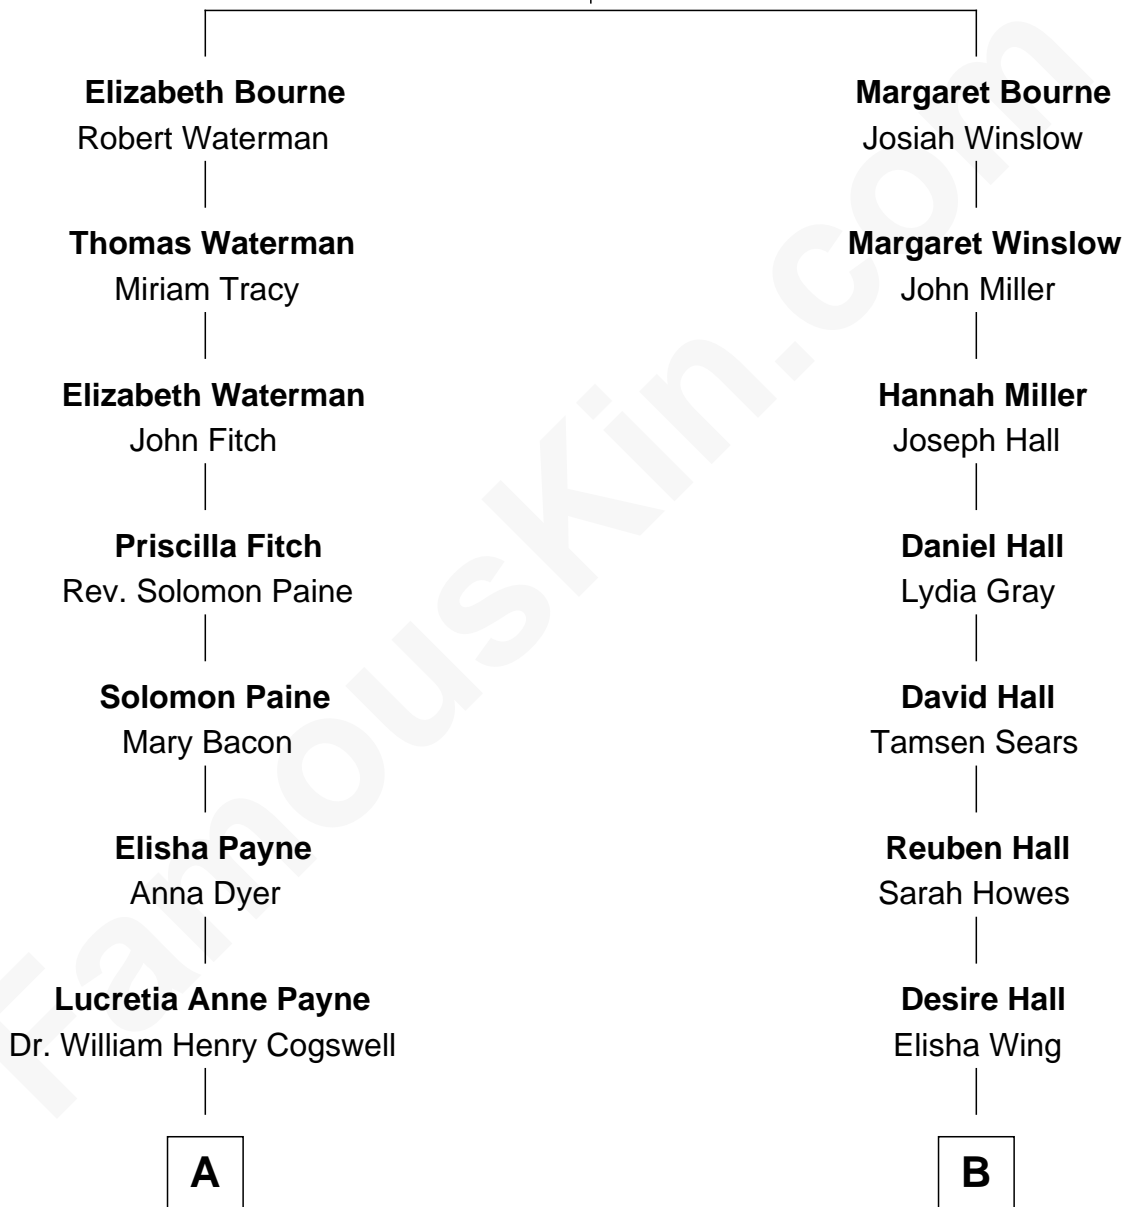 Elizabeth Bourne
Robert Waterman
Thomas Waterman
Miriam Tracy
Elizabeth Waterman
John Fitch
Priscilla Fitch
Rev. Solomon Paine
Solomon Paine
Mary Bacon
Elisha Payne
Anna Dyer
Lucretia Anne Payne
Dr. William Henry Cogswell
A
Margaret Bourne
Josiah Winslow
Margaret Winslow
John Miller
Hannah Miller
Joseph Hall
Daniel Hall
Lydia Gray
David Hall
Tamsen Sears
Reuben Hall
Sarah Howes
Desire Hall
Elisha Wing
B
FamousKin.com